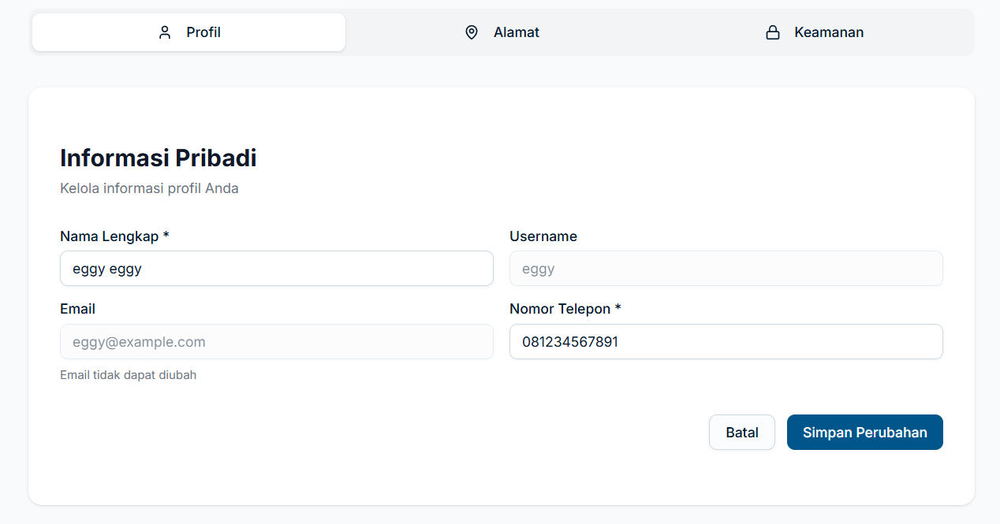 Profil
Alamat
Keamanan
Informasi Pribadi
Kelola informasi profil Anda
Nama Lengkap *
Username
eggy eggy
eggy
Email
Nomor Telepon *
eggy@example.com
081234567891
Email tidak dapat diubah
Batal
Simpan Perubahan